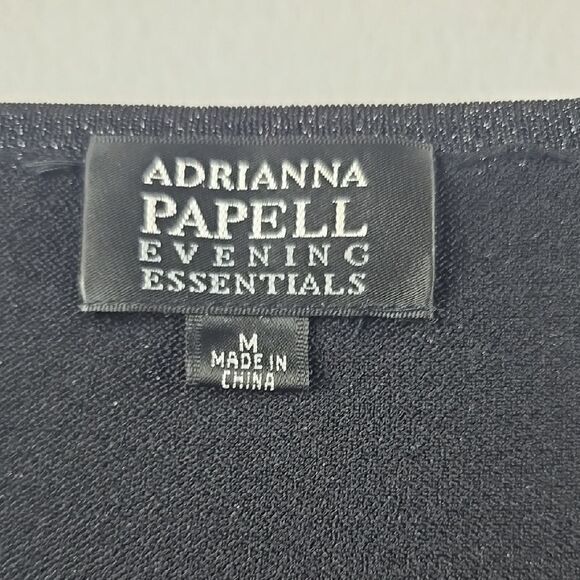 ADRIANNA
PAPELL
EVENING
ESSENTIALS
M
MADE IN
CHINA